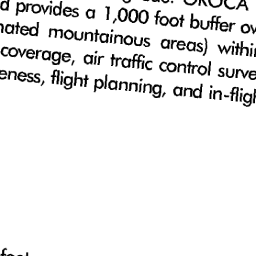 OROCA
d provides a 1,000 foot buffer ov
nated mountainous areas) within
coverage, air traffic control surve
eness, flight planning, and in-fligh